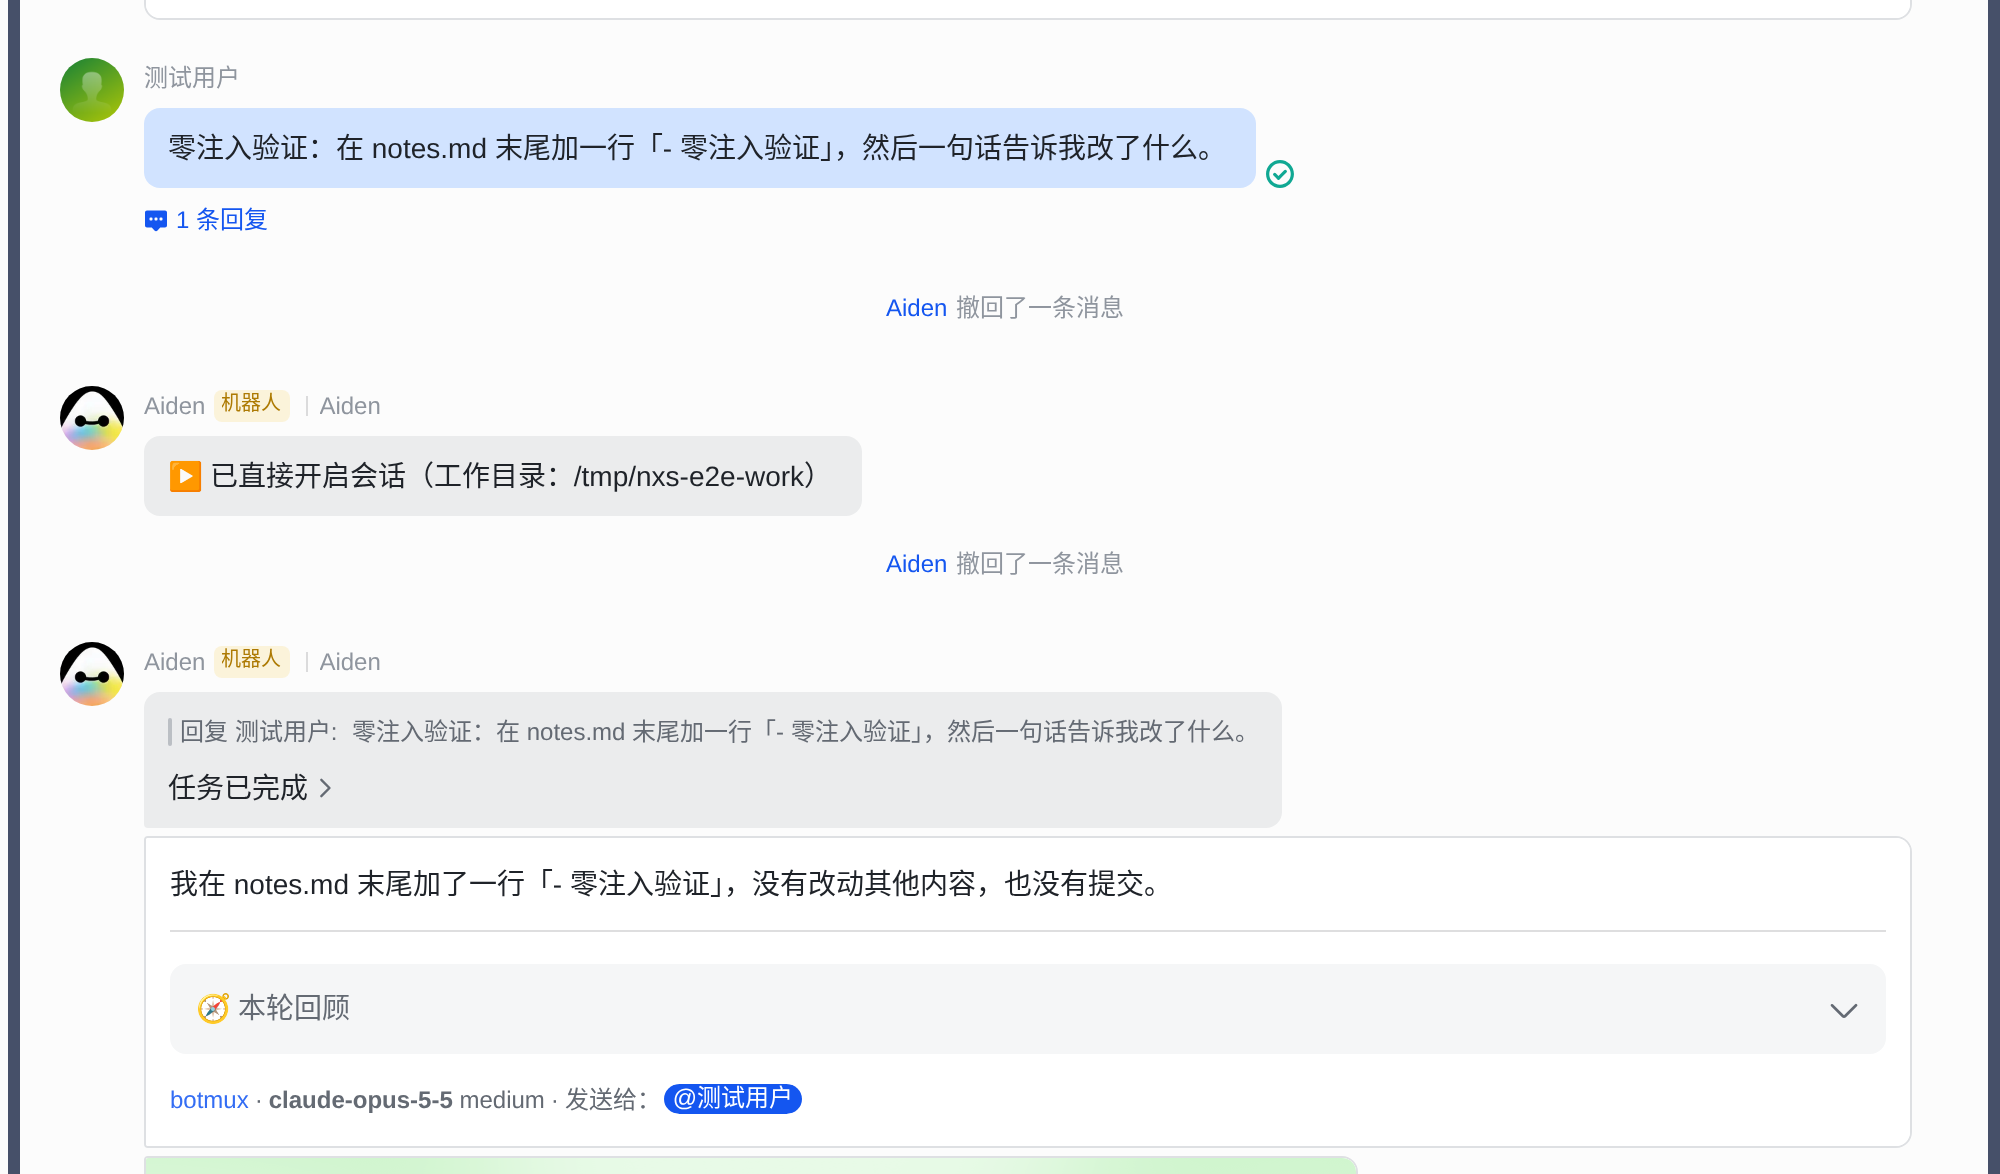 测试用户
零注入验证：在 notes.md 末尾加一行「- 零注入验证」，然后一句话告诉我改了什么。
1 条回复
Aiden 撤回了一条消息
Aiden 机器人 | Aiden
已直接开启会话（工作目录：/tmp/nxs-e2e-work）
Aiden 撤回了一条消息
Aiden 机器人 | Aiden
回复 测试用户: 零注入验证：在 notes.md 末尾加一行「- 零注入验证」，然后一句话告诉我改了什么。
任务已完成
我在 notes.md 末尾加了一行「- 零注入验证」，没有改动其他内容，也没有提交。
本轮回顾
botmux · claude-opus-5-5 medium · 发送给： @测试用户